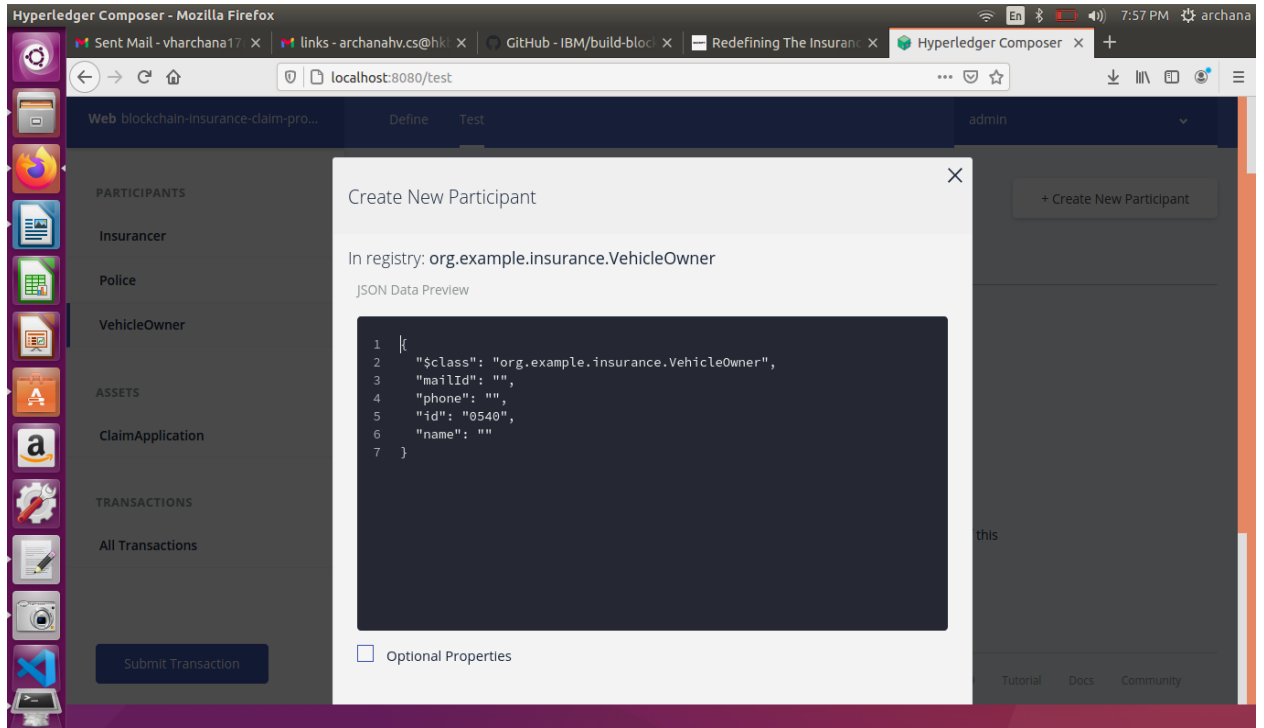 Hyperledger Composer - Mozilla Firefox
En
7:57 PM
archana
Sent Mail - vharchana17
links - archanahv.cs@hkb
GitHub - IBM/build-bloc
Redefining The Insuranc
Hyperledger Composer
localhost:8080/test
Web blockchain-insurance-claim-pro...
Define
Test
admin
PARTICIPANTS
Insurancer
Police
VehicleOwner
ASSETS
ClaimApplication
TRANSACTIONS
All Transactions
Submit Transaction
Create New Participant
+ Create New Participant
In registry: org.example.insurance.VehicleOwner
JSON Data Preview
1 {
2 "$class": "org.example.insurance.VehicleOwner",
3 "mailId": "",
4 "phone": "",
5 "id": "0540",
6 "name": ""
7 }
this
Optional Properties
Tutorial
Docs
Community